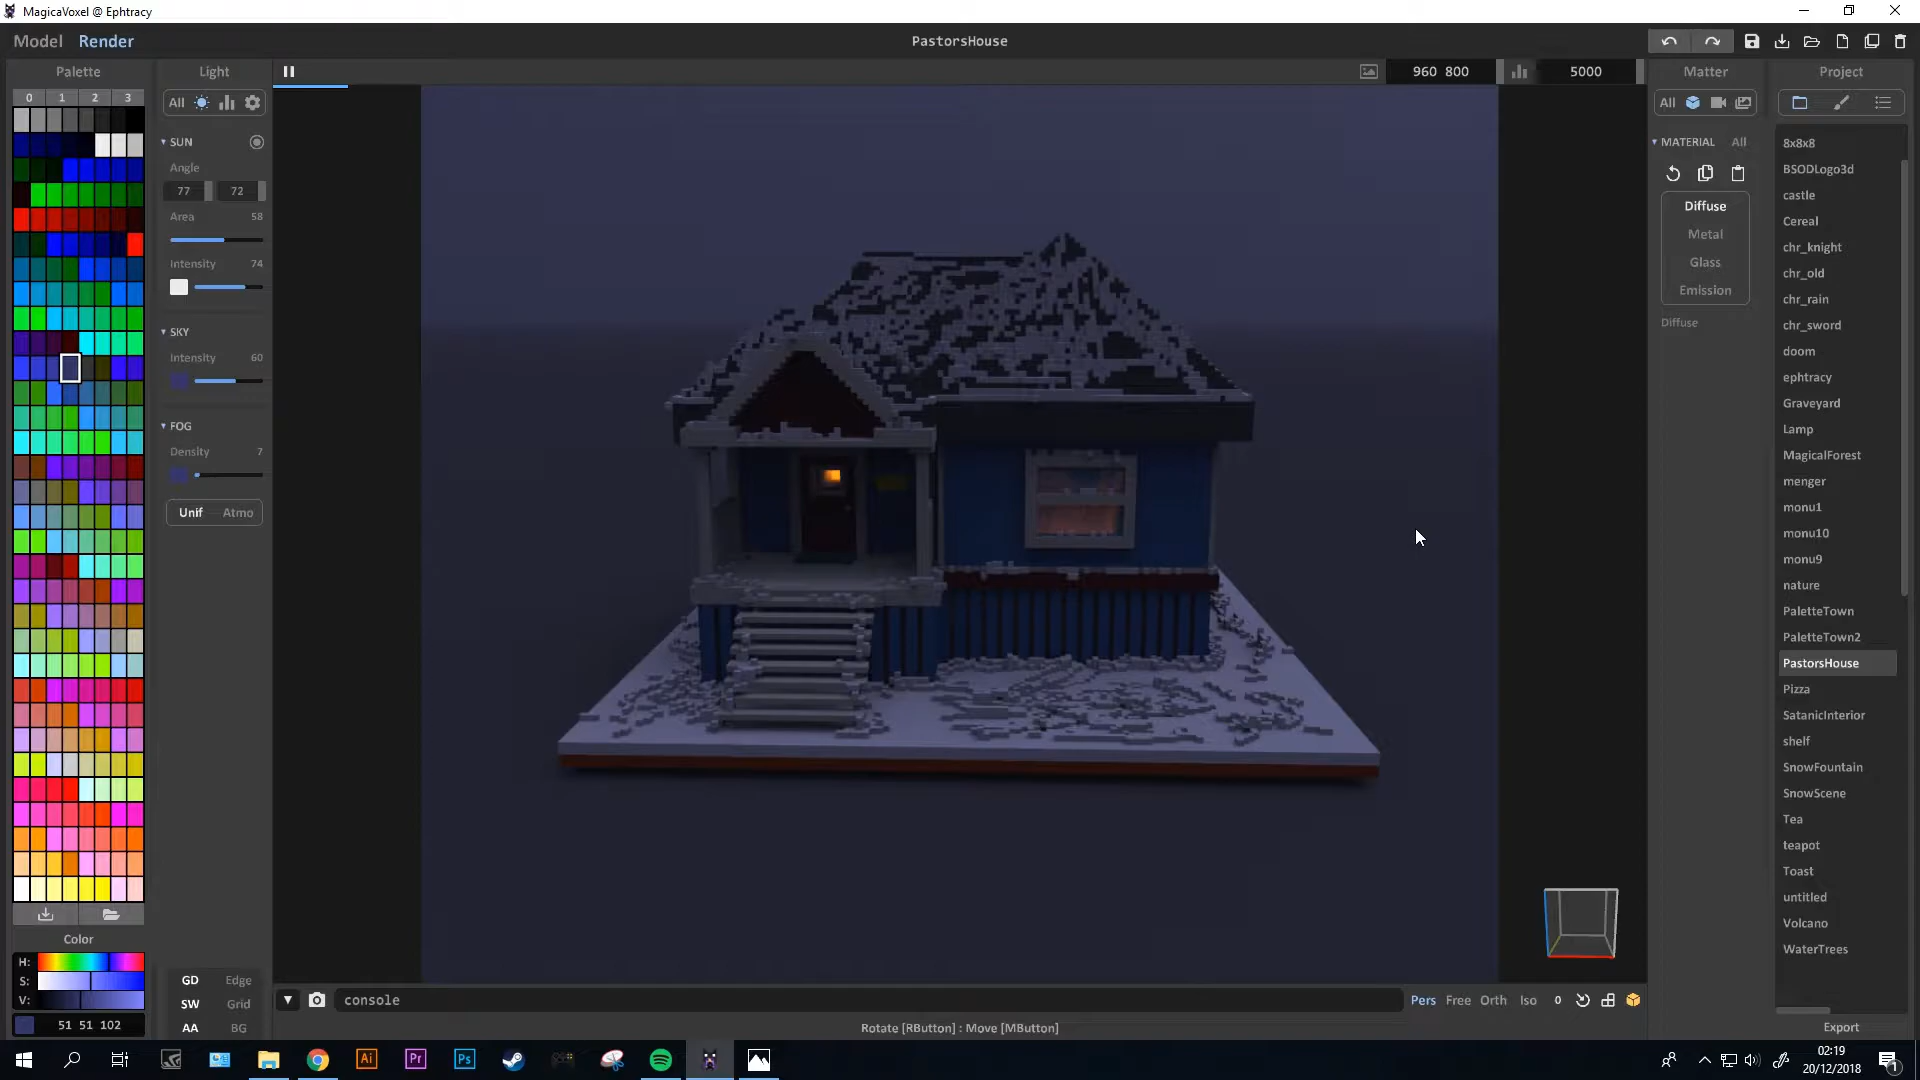 MagicaVoxel @ Ephtracy
Model Render
PastorsHouse
Palette
0 1 2 3
Color
H:
S:
V:
51 51 102
Light
All
SUN
Angle
77 72
Area 58
Intensity 74
SKY
Intensity 60
FOG
Density 7
Unif Atmo
GD Edge
SW Grid
AA BG
960 800
5000
console
Pers Free Orth Iso 0
Rotate [RButton] : Move [MButton]
Matter
All
MATERIAL All
Diffuse
Metal
Glass
Emission
Diffuse
Project
8x8x8
BSODLogo3d
castle
Cereal
chr_knight
chr_old
chr_rain
chr_sword
doom
ephtracy
Graveyard
Lamp
MagicalForest
menger
monu1
monu10
monu9
nature
PaletteTown
PaletteTown2
PastorsHouse
Pizza
SatanicInterior
shelf
SnowFountain
SnowScene
Tea
teapot
Toast
untitled
Volcano
WaterTrees
Export
Ai Pr Ps
02:19
20/12/2018
1